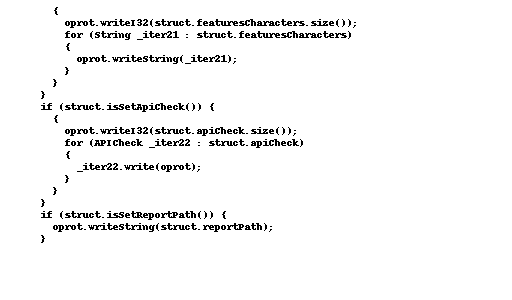 {
oprot.writeI32(struct.featuresCharacters.size());
for (String _iter21 : struct.featuresCharacters)
{
oprot.writeString(_iter21);
}
}
}
if (struct.isSetApiCheck()) {
{
oprot.writeI32(struct.apiCheck.size());
for (APICheck _iter22 : struct.apiCheck)
{
_iter22.write(oprot);
}
}
}
if (struct.isSetReportPath()) {
oprot.writeString(struct.reportPath);
}